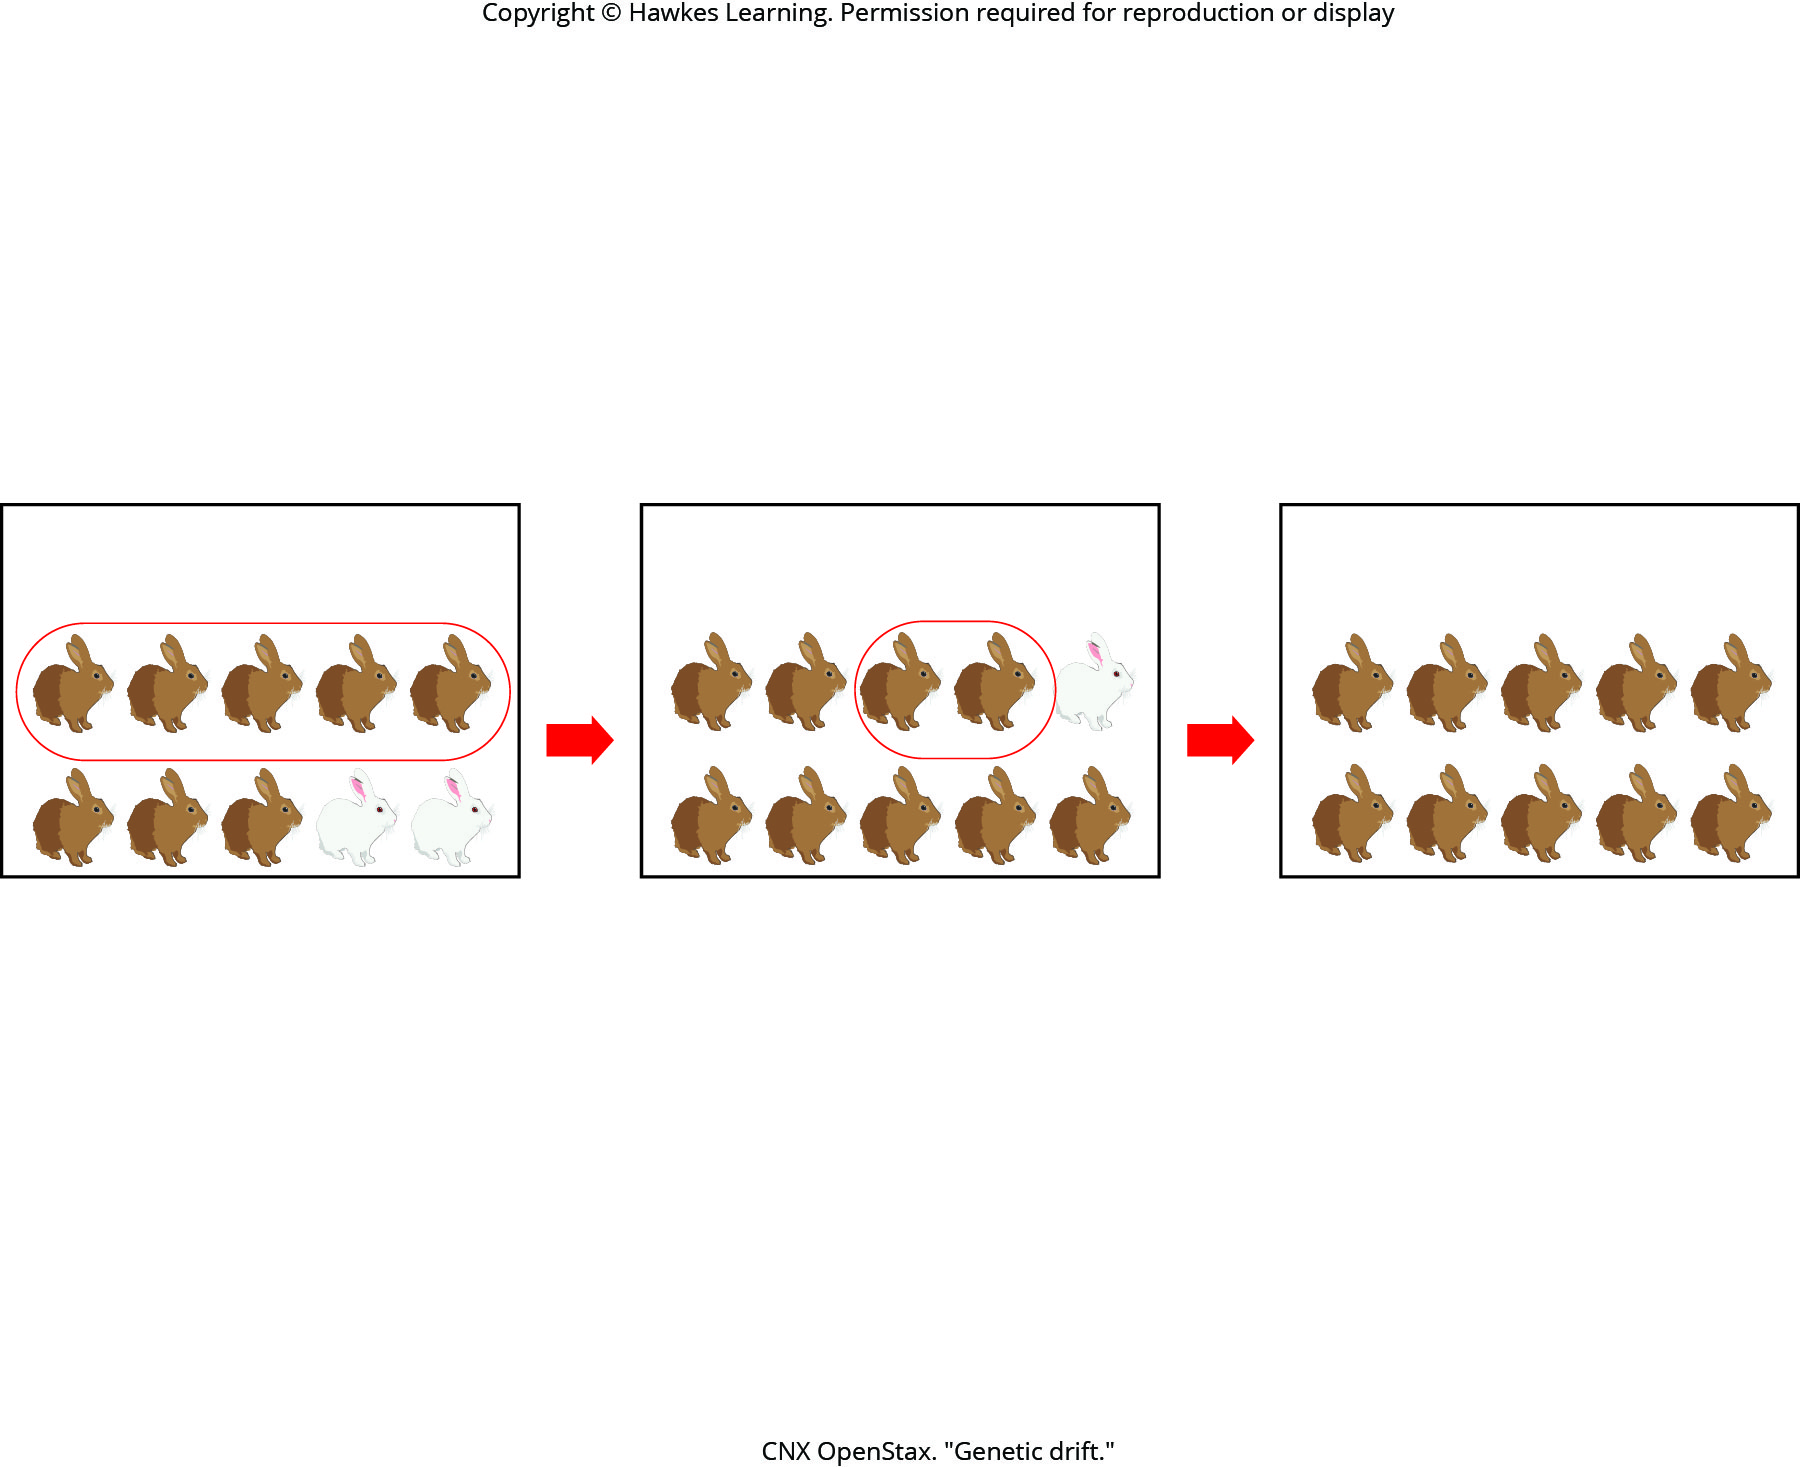 Copyright © Hawkes Learning. Permission required for reproduction or display
CNX OpenStax. "Genetic drift."